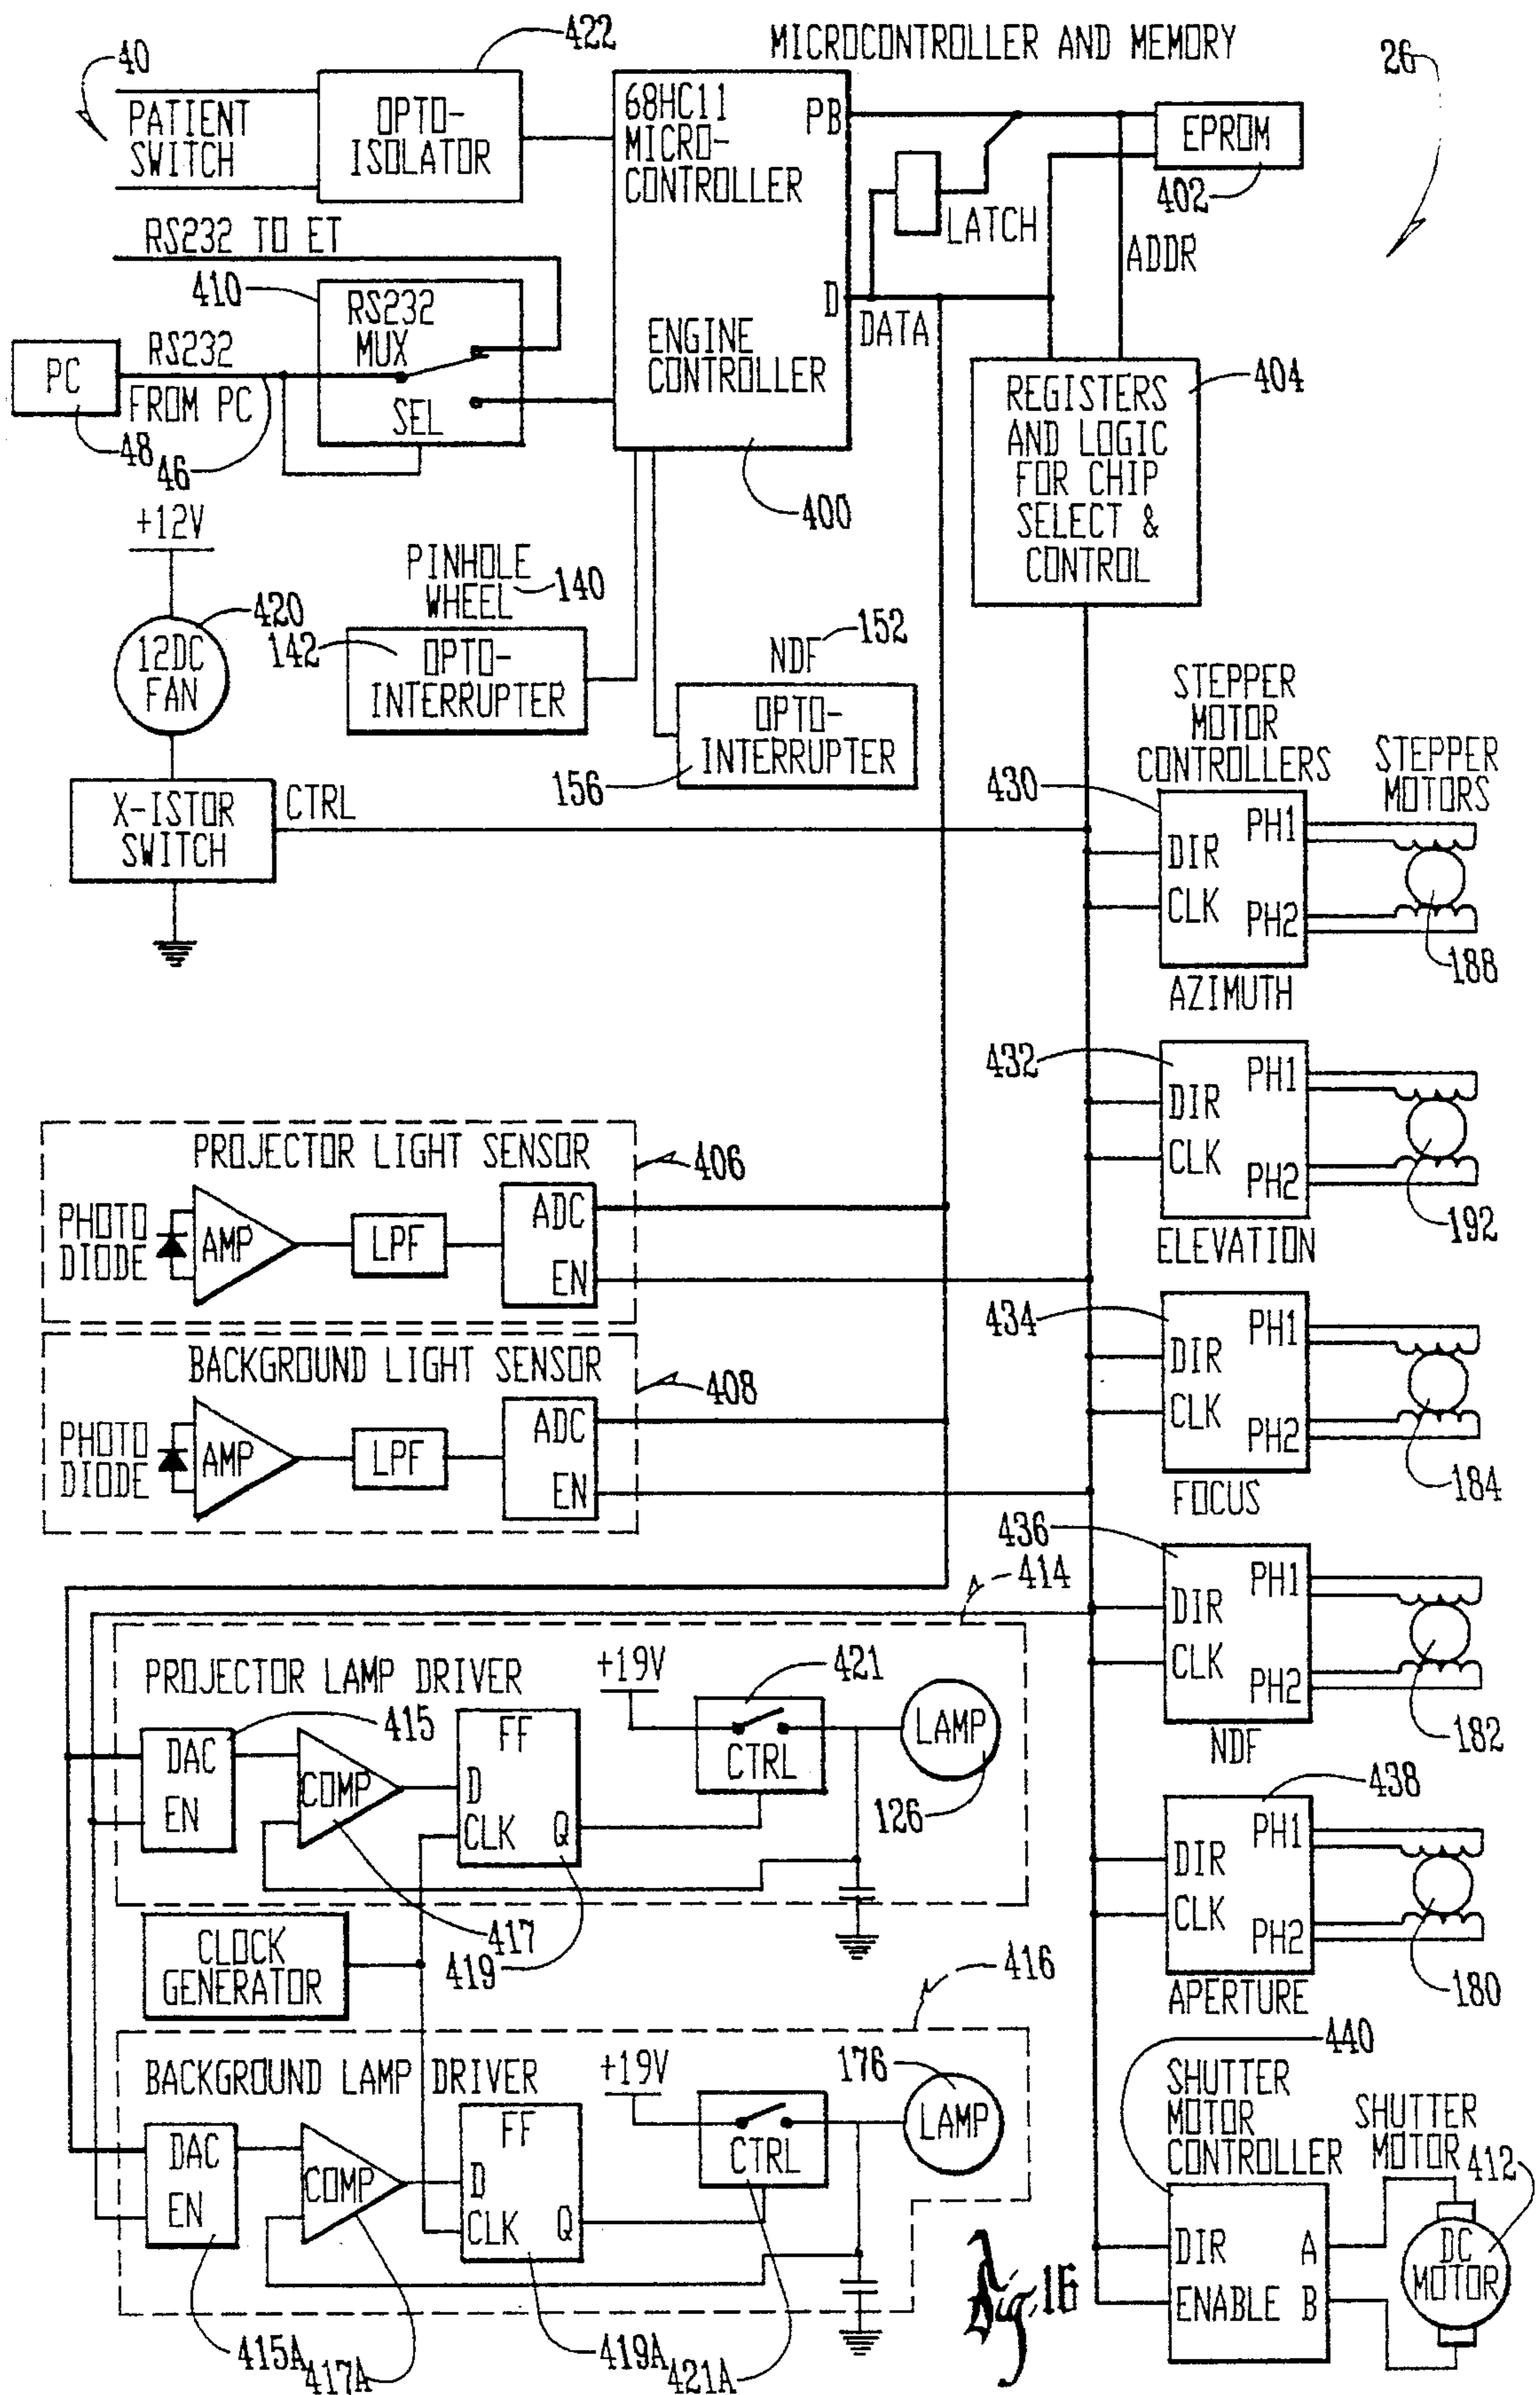 422
MICROCONTROLLER AND MEMORY
40
26
PATIENT
SWITCH
OPTO-
ISOLATOR
68HC11
MICRO-
CONTROLLER
PB
EPROM
402
LATCH
ADDR
RS232 TO ET
410
RS232
MUX
SEL
D
DATA
ENGINE
CONTROLLER
400
PC
RS232
FROM PC
48
46
REGISTERS
AND LOGIC
FOR CHIP
SELECT &
CONTROL
404
+12V
420
12DC
FAN
PINHOLE
WHEEL
140
142
OPTO-
INTERRUPTER
NDF
152
OPTO-
INTERRUPTER
156
X-ISTOR
SWITCH
CTRL
STEPPER
MOTOR
CONTROLLERS
STEPPER
MOTORS
430
DIR
CLK
PH1
PH2
188
AZIMUTH
432
DIR
CLK
PH1
PH2
192
ELEVATION
PROJECTOR LIGHT SENSOR
406
PHOTO
DIODE
AMP
LPF
ADC
EN
434
DIR
CLK
PH1
PH2
184
FOCUS
BACKGROUND LIGHT SENSOR
408
PHOTO
DIODE
AMP
LPF
ADC
EN
436
DIR
CLK
PH1
PH2
182
NDF
414
PROJECTOR LAMP DRIVER
415
DAC
EN
COMP
FF
D
CLK
Q
+19V
421
CTRL
LAMP
126
417
419
438
DIR
CLK
PH1
PH2
180
APERTURE
CLOCK
GENERATOR
416
BACKGROUND LAMP DRIVER
DAC
EN
COMP
FF
D
CLK
Q
+19V
CTRL
176
LAMP
415A
417A
419A
421A
440
SHUTTER
MOTOR
CONTROLLER
SHUTTER
MOTOR
412
DIR
ENABLE
A
B
DC
MOTOR
Fig. 16